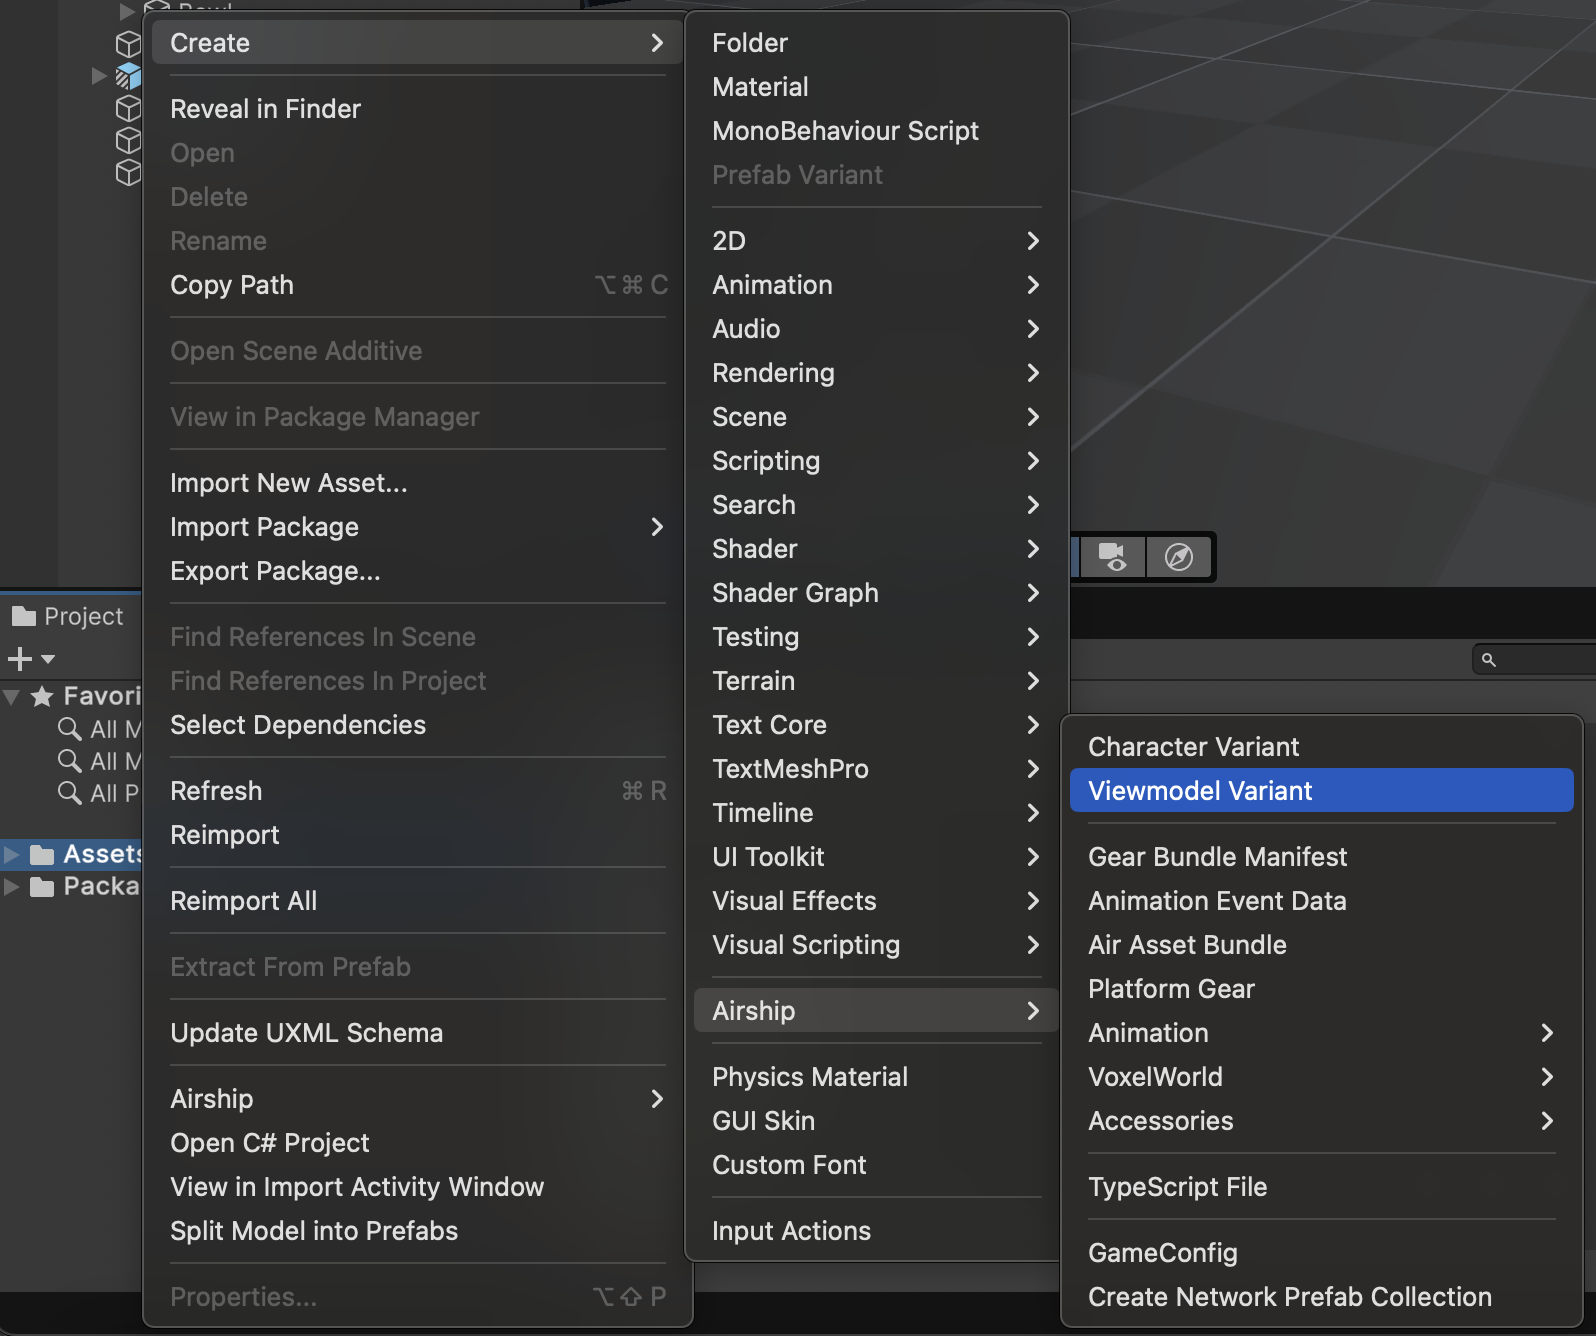 Create
Reveal in Finder
Open
Delete
Rename
Copy Path ⌥⌘C
Open Scene Additive
View in Package Manager
Import New Asset...
Import Package
Export Package...
Find References In Scene
Find References In Project
Select Dependencies
Refresh ⌘R
Reimport
Reimport All
Extract From Prefab
Update UXML Schema
Airship
Open C# Project
View in Import Activity Window
Split Model into Prefabs
Properties... ⌥⇧P
Folder
Material
MonoBehaviour Script
Prefab Variant
2D
Animation
Audio
Rendering
Scene
Scripting
Search
Shader
Shader Graph
Testing
Terrain
Text Core
TextMeshPro
Timeline
UI Toolkit
Visual Effects
Visual Scripting
Airship
Physics Material
GUI Skin
Custom Font
Input Actions
Character Variant
Viewmodel Variant
Gear Bundle Manifest
Animation Event Data
Air Asset Bundle
Platform Gear
Animation
VoxelWorld
Accessories
TypeScript File
GameConfig
Create Network Prefab Collection
Project
Favori
All M
All M
All P
Assets
Packa